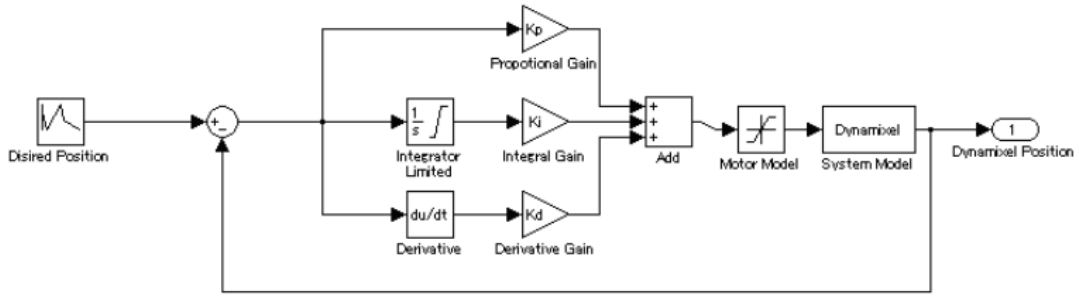 Kp
Propotional Gain
Disired Position
+
−
1
s
Integrator
Limited
Ki
Integral Gain
du/dt
Derivative
Kd
Derivative Gain
+
+
+
Add
Motor Model
Dynamixel
System Model
1
Dynamixel Position